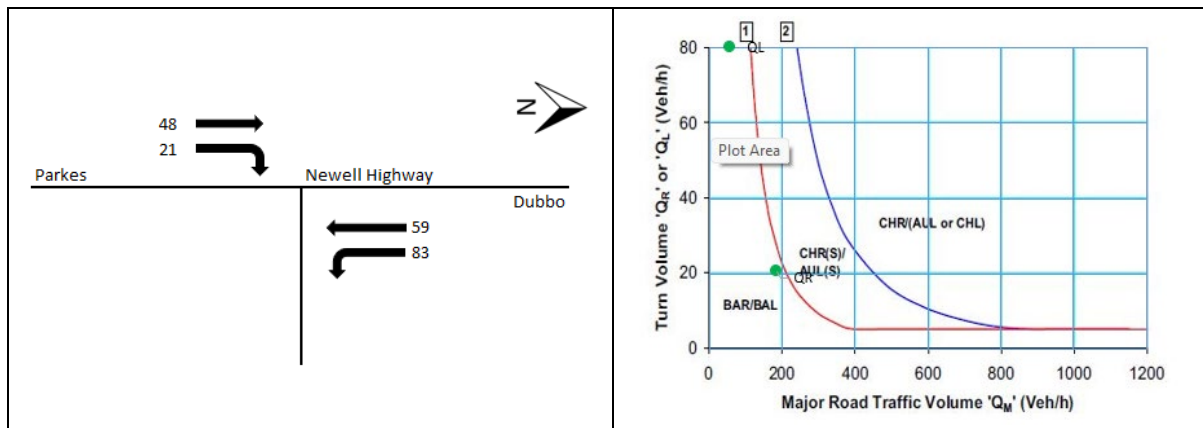 48
21
N
Parkes
Newell Highway
Dubbo
59
83
1
2
80
QL
60
Plot Area
40
CHR/(AUL or CHL)
CHR(S)/
AUL(S)
20
QR
BAR/BAL
0
0 200 400 600 800 1000 1200
Turn Volume 'QR' or 'QL' (Veh/h)
Major Road Traffic Volume 'QM' (Veh/h)